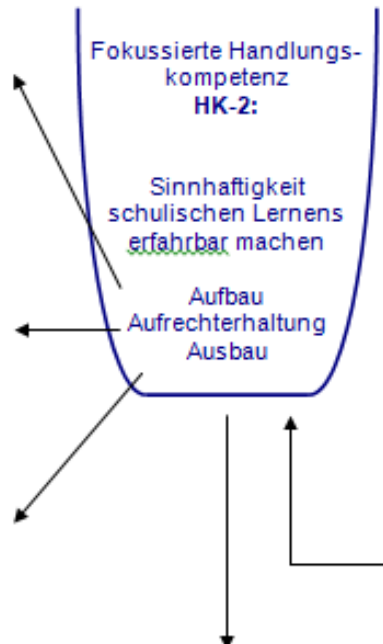 Fokussierte Handlungs-
kompetenz
HK-2:
Sinnhaftigkeit
schulischen Lernens
erfahrbar machen
Aufbau
Aufrechterhaltung
Ausbau